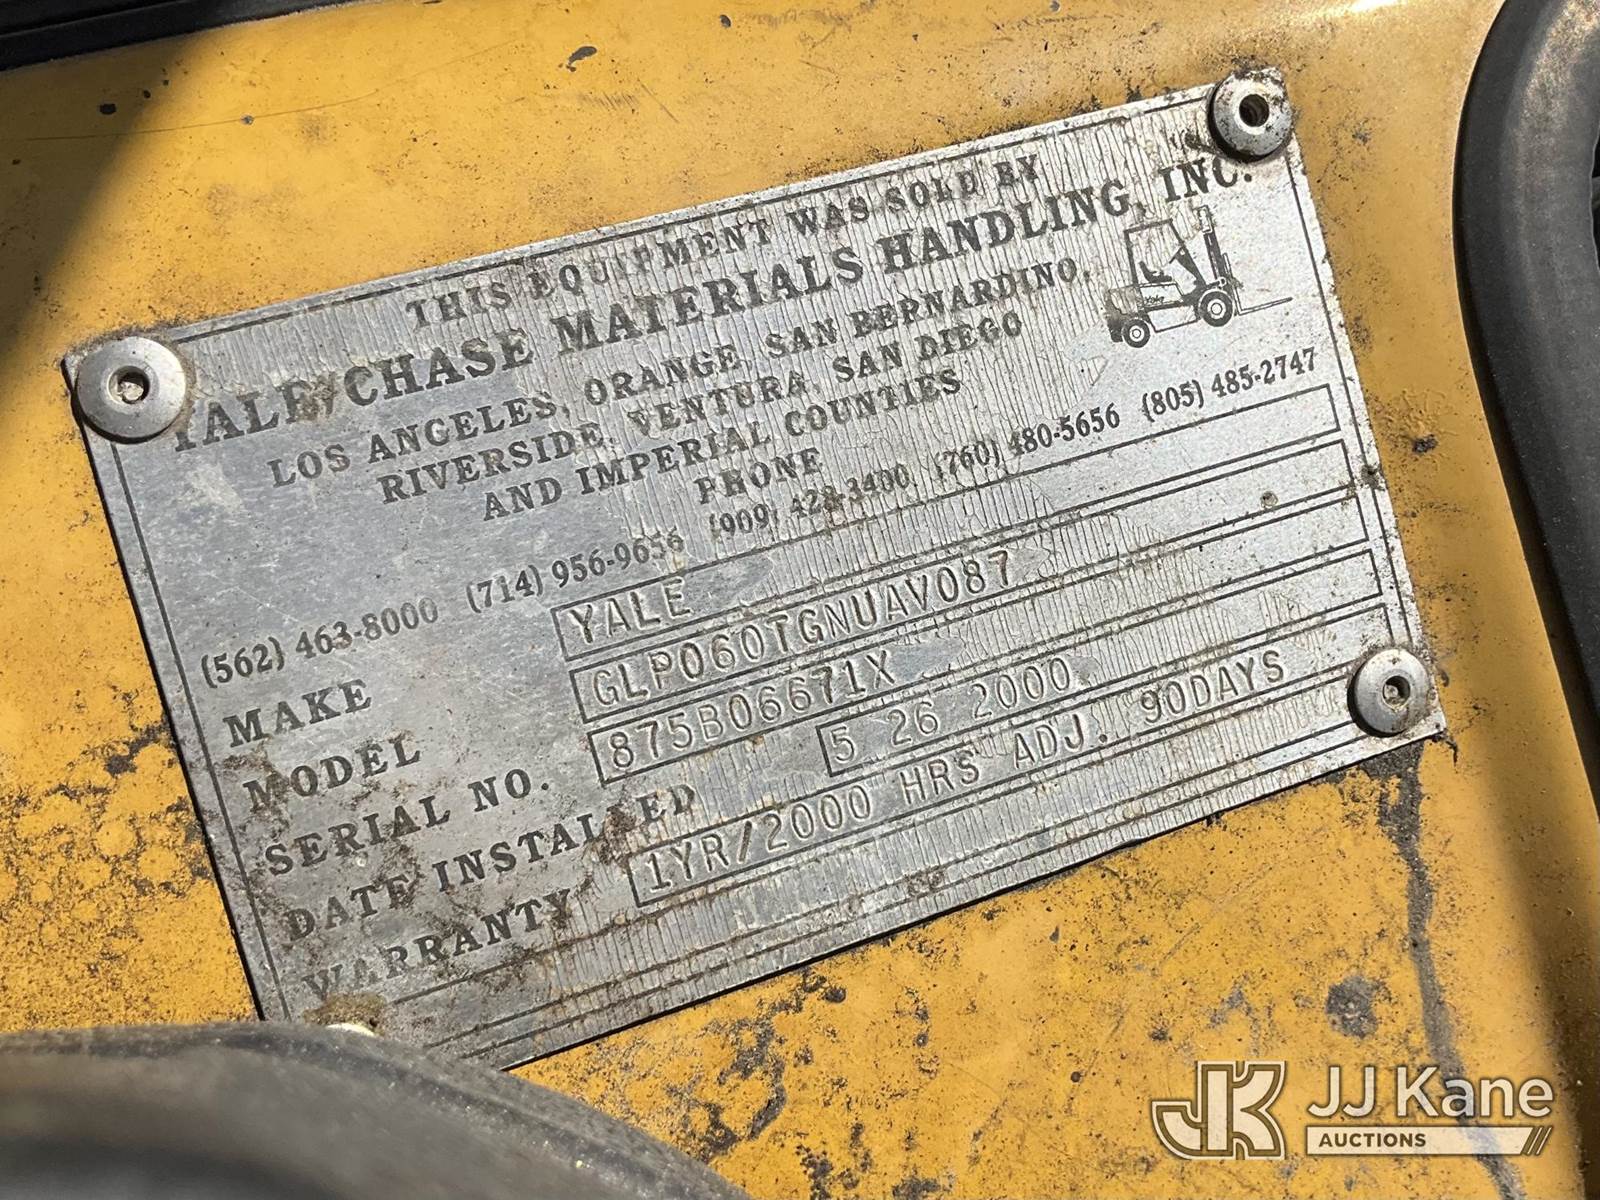 THIS EQUIPMENT WAS SOLD BY
YALE/CHASE MATERIALS HANDLING, INC.
LOS ANGELES, ORANGE, SAN BERNARDINO,
RIVERSIDE, VENTURA, SAN DIEGO
AND IMPERIAL COUNTIES
PHONE
(562) 463-8000 (714) 956-9656 (909) 428-3400, (760) 480-5656 (805) 485-2747
MAKE YALE
MODEL GLP060TGNUAV087
SERIAL NO. 875B06671X
DATE INSTALLED 5 26 2000
WARRANTY 1YR/2000 HRS ADJ. 90DAYS
JK JJ Kane
AUCTIONS